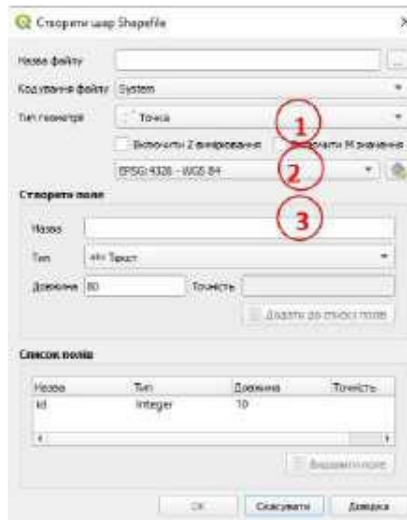 Створити шар Shapefile
Назва файлу
...
Кодування файлу System
Тип геометрії Точка
1
Включити Z вимірювання Включити M значення
2
EPSG:4326 - WGS 84
Створити поле
3
Назва
Тип abc Текст
Довжина 80 Точність
Додати до списку полів
Список полів
Назва Тип Довжина Точність
id Integer 10
Видалити поле
OK Скасувати Довідка